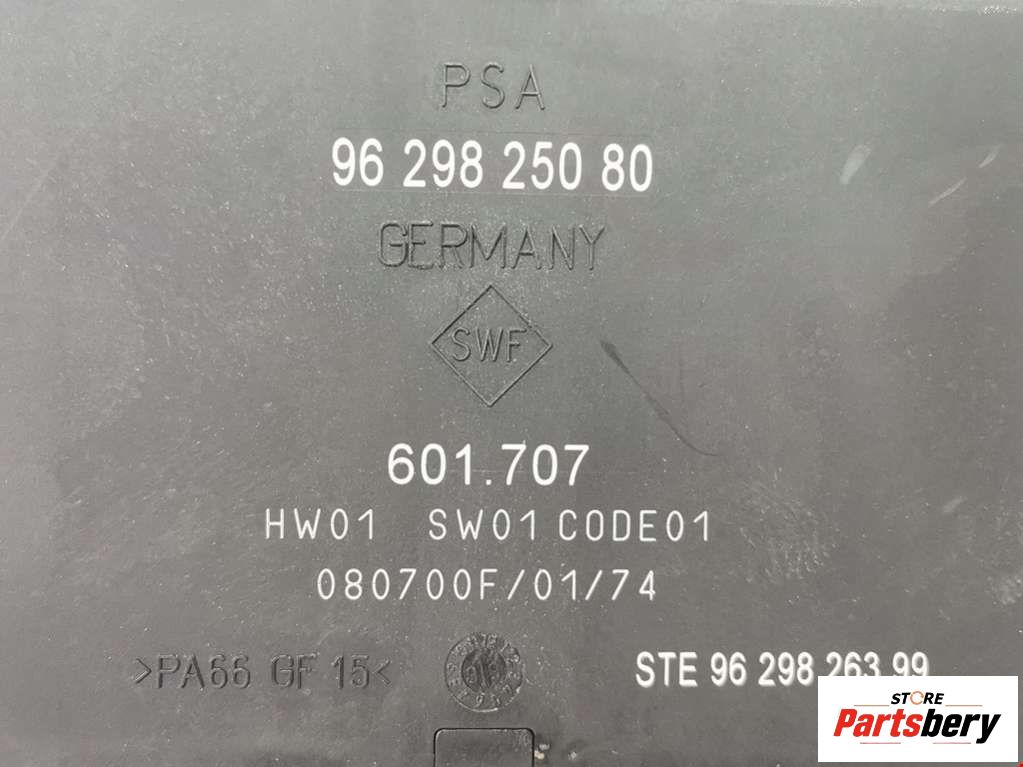 PSA
96 298 250 80
GERMANY
SWF
601.707
HW01 SW01 CODE01
080700F/01/74
>PA66 GF 15<
STE 96 298 263 99
STORE
Partsbery